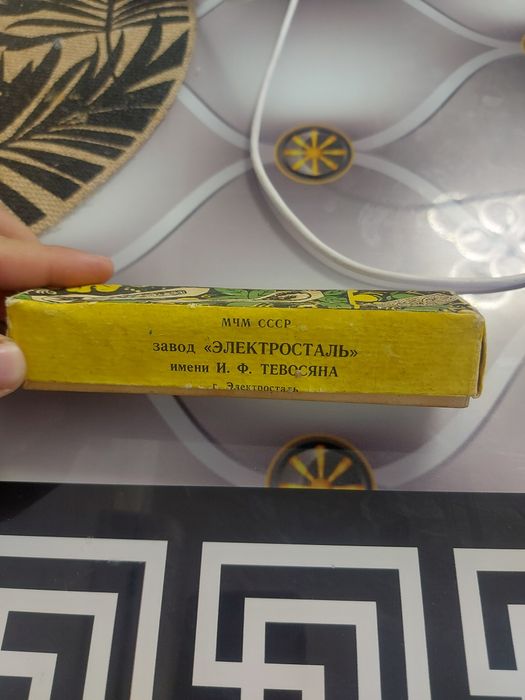 МЧМ СССР
завод «ЭЛЕКТРОСТАЛЬ»
имени И. Ф. ТЕВОСЯНА
г. Электросталь